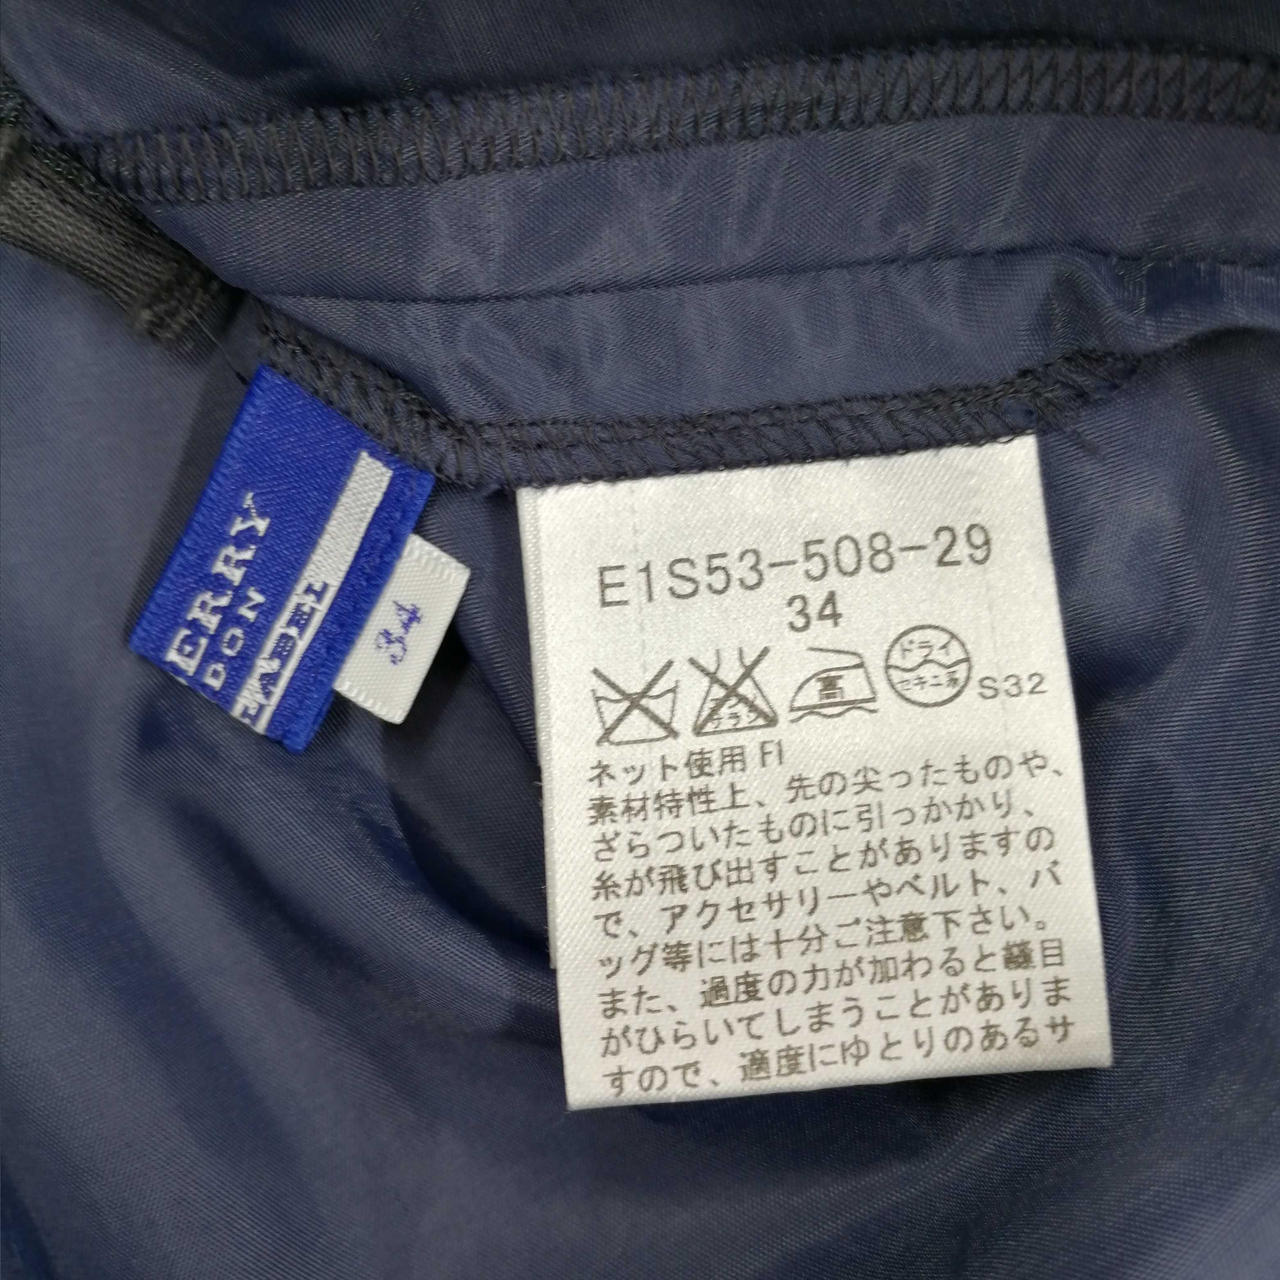 ERRY
DON
34
E1S53-508-29
34
高
ドライ
セキユ系
S32
ネット使用 FI
素材特性上、先の尖ったものや、
ざらついたものに引っかかり、
糸が飛び出すことがありますの
で、アクセサリーやベルト、バ
ッグ等には十分ご注意下さい。
また、過度の力が加わると縫目
がひらいてしまうことがありま
すので、適度にゆとりのあるサ